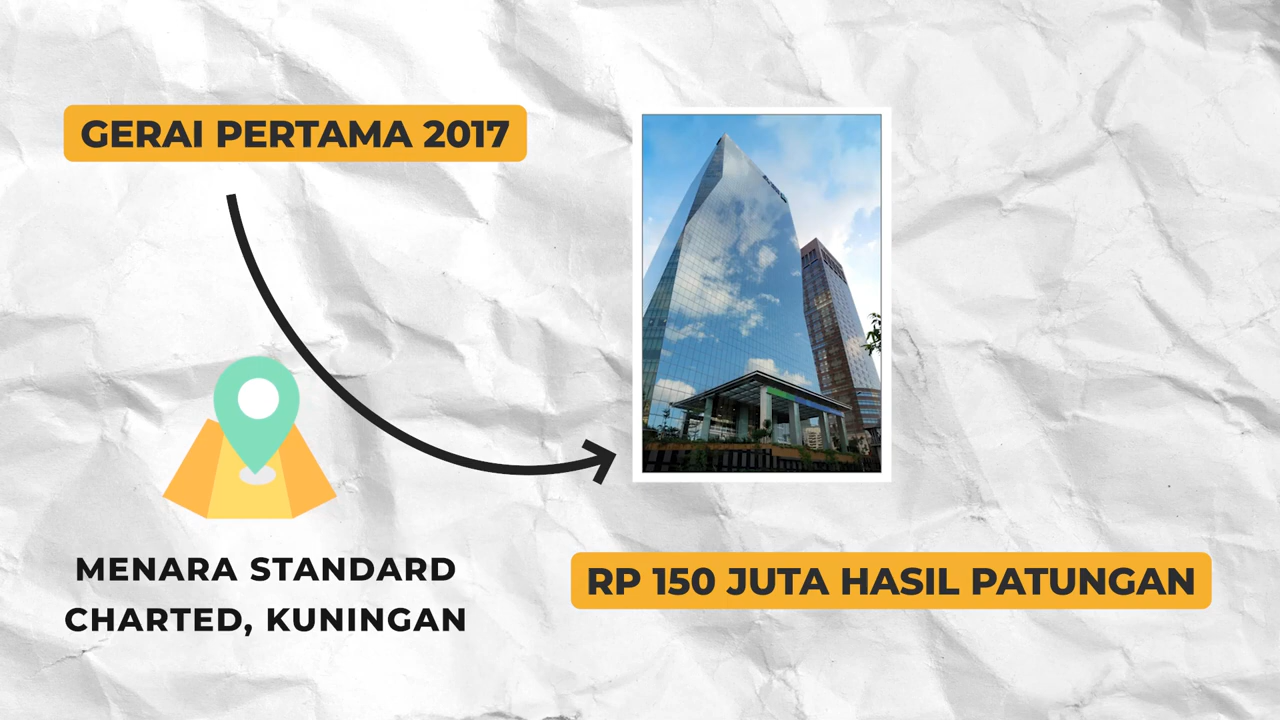 GERAI PERTAMA 2017
MENARA STANDARD
CHARTED, KUNINGAN
RP 150 JUTA HASIL PATUNGAN